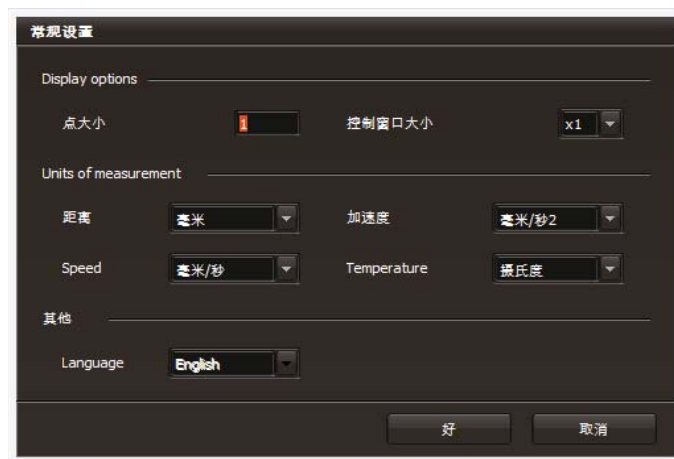 常规设置
Display options
点大小 1 控制窗口大小 x1
Units of measurement
距离 毫米 加速度 毫米/秒2
Speed 毫米/秒 Temperature 摄氏度
其他
Language English
好 取消